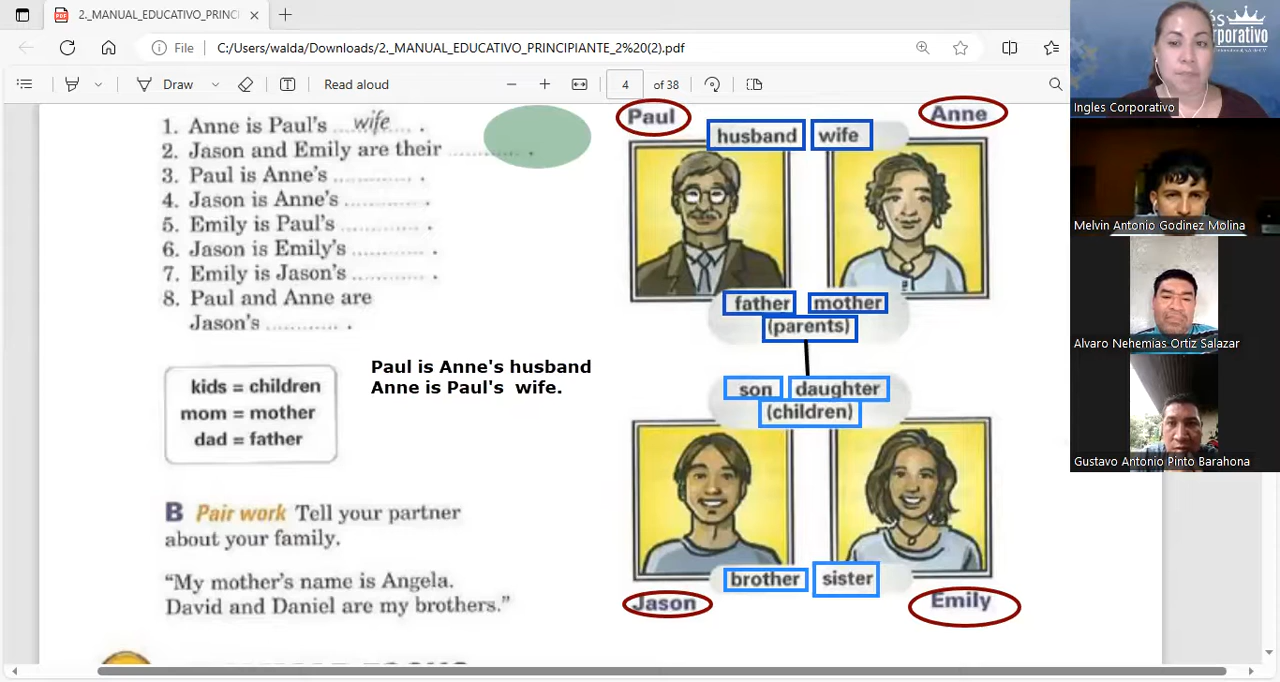 2._MANUAL_EDUCATIVO_PRINCI
File
C:/Users/walda/Downloads/2._MANUAL_EDUCATIVO_PRINCIPIANTE_2%20(2).pdf
Draw
Read aloud
4
of 38
1. Anne is Paul's ....wife.... .
2. Jason and Emily are their ............ .
3. Paul is Anne's ............ .
4. Jason is Anne's ............ .
5. Emily is Paul's ............ .
6. Jason is Emily's ............ .
7. Emily is Jason's ............ .
8. Paul and Anne are
Jason's ............ .
kids = children
mom = mother
dad = father
Paul is Anne's husband
Anne is Paul's wife.
B Pair work Tell your partner
about your family.
“My mother's name is Angela.
David and Daniel are my brothers.”
Paul
Anne
husband
wife
father
mother
(parents)
son
daughter
(children)
brother
sister
Jason
Emily
Ingles Corporativo
Melvin Antonio Godinez Molina
Alvaro Nehemías Ortiz Salazar
Gustavo Antonio Pinto Barahona